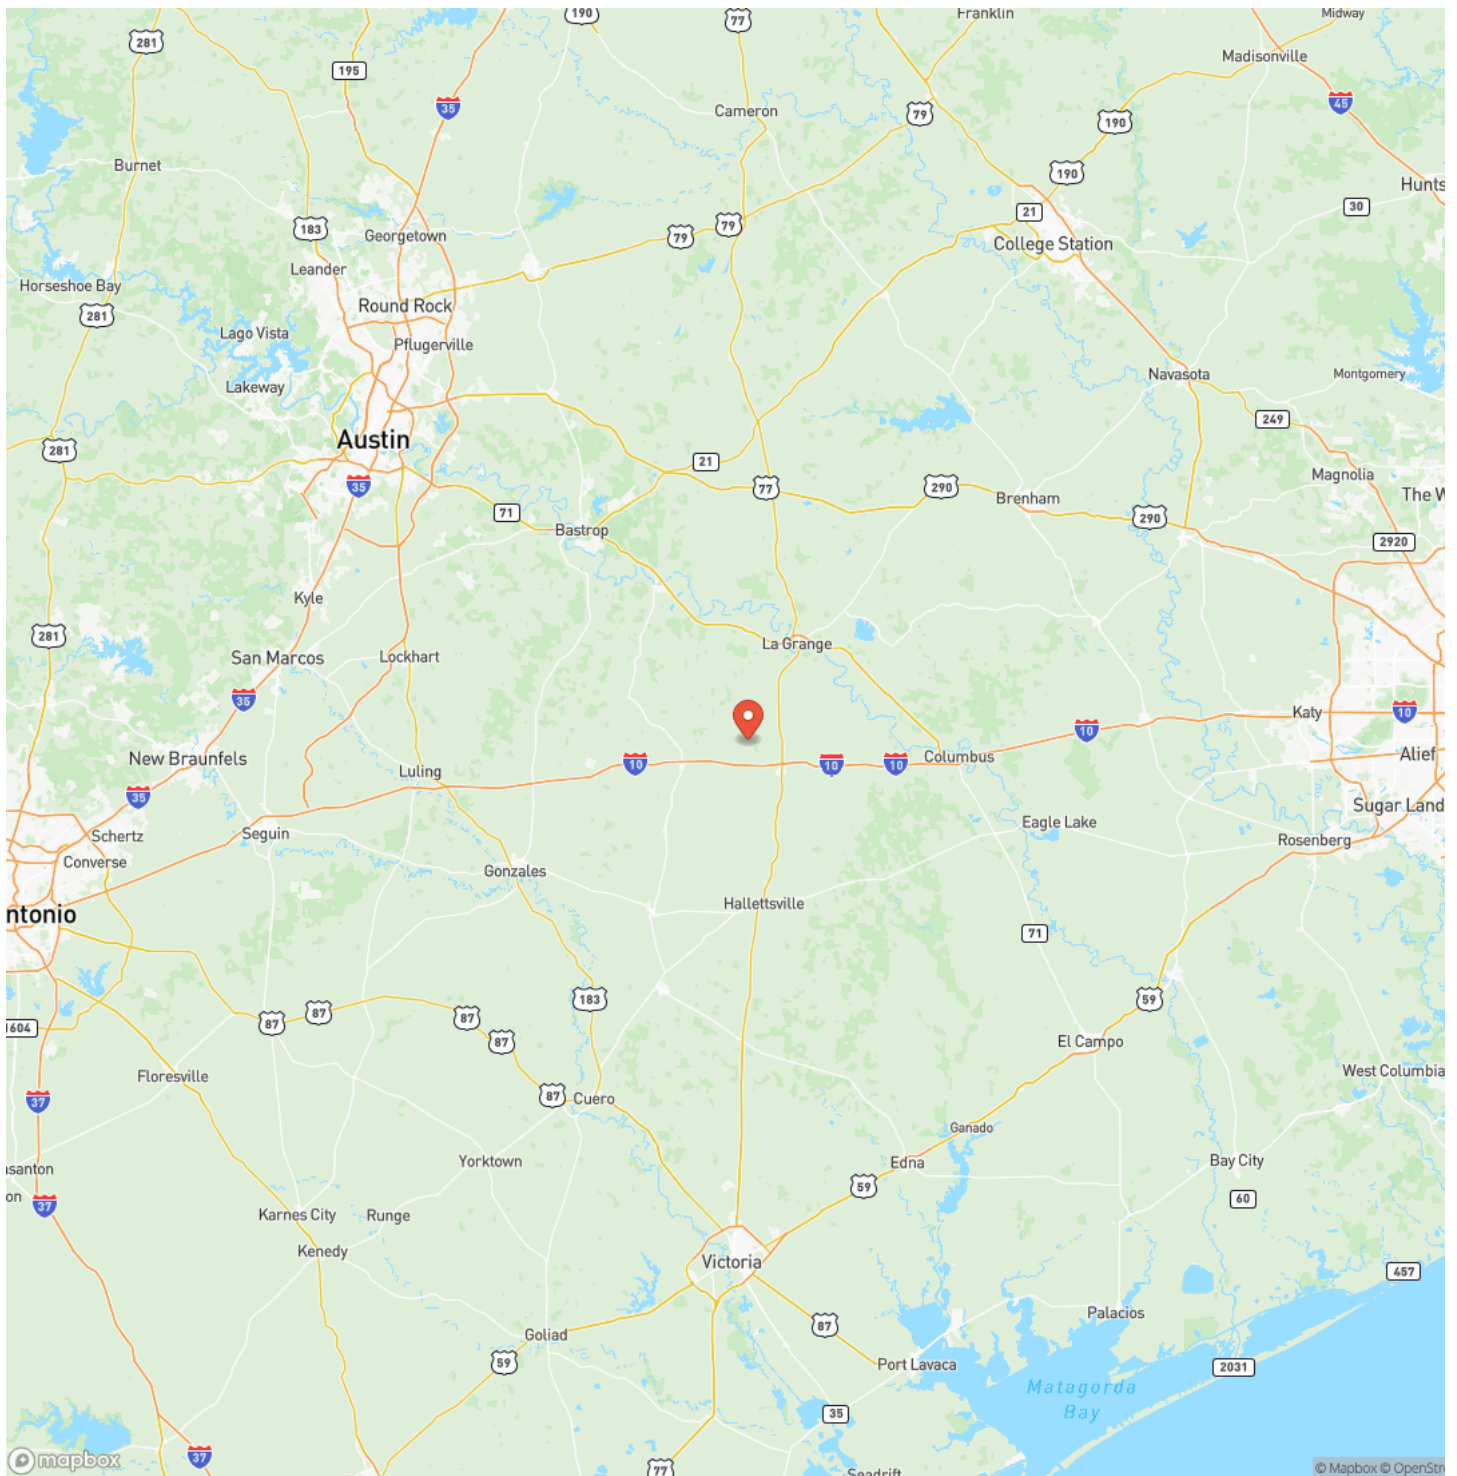 190
77
Franklin
Midway
281
Madisonville
195
35
45
Cameron
79
190
Burnet
190
Hunts
30
21
183
79
79
Georgetown
College Station
Leander
Horseshoe Bay
Round Rock
281
Lago Vista
Pflugerville
Navasota
Montgomery
Lakeway
249
Austin
281
21
Magnolia
35
77
290
Brenham
The W
71
290
Bastrop
2920
Kyle
281
La Grange
San Marcos
Lockhart
35
10
Katy
10
New Braunfels
Luling
10
10
10
Columbus
Alief
35
Sugar Land
Schertz
Seguin
Eagle Lake
Rosenberg
Converse
Gonzales
Hallettsville
ntonio
71
183
59
87
87
87
1604
87
El Campo
Floresville
West Columbia
37
87
Cuero
Ganado
Yorktown
Edna
Bay City
asanton
59
60
on
37
Karnes City
Runge
Kenedy
Victoria
457
Palacios
87
Goliad
59
Port Lavaca
2031
Matagorda
Bay
35
37
77
Seadrift
mapbox
© Mapbox © OpenStre